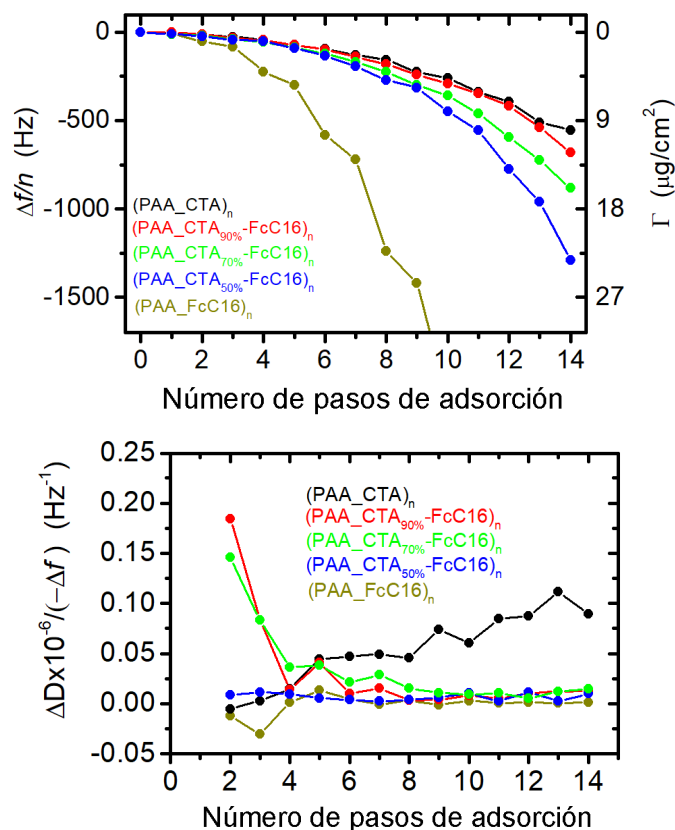 0
-500
-1000
-1500
Δf/n (Hz)
0
9
18
27
Γ (μg/cm²)
(PAA_CTA)n
(PAA_CTA90%-FcC16)n
(PAA_CTA70%-FcC16)n
(PAA_CTA50%-FcC16)n
(PAA_FcC16)n
0 2 4 6 8 10 12 14
Número de pasos de adsorción
0.25
0.20
0.15
0.10
0.05
0.00
-0.05
ΔDx10⁻⁶/(−Δf) (Hz⁻¹)
(PAA_CTA)n
(PAA_CTA90%-FcC16)n
(PAA_CTA70%-FcC16)n
(PAA_CTA50%-FcC16)n
(PAA_FcC16)n
0 2 4 6 8 10 12 14
Número de pasos de adsorción